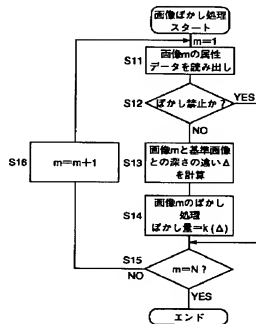 画像ぼかし処理
スタート
m=1
S11
画像mの属性
データを読み出し
S12
ぼかし禁止か?
YES
NO
S16
m=m+1
S13
画像mと基準画像
との深さの違いΔ
を計算
S14
画像mのぼかし
処理
ぼかし量=k(Δ)
S15
m=N?
NO
YES
エンド